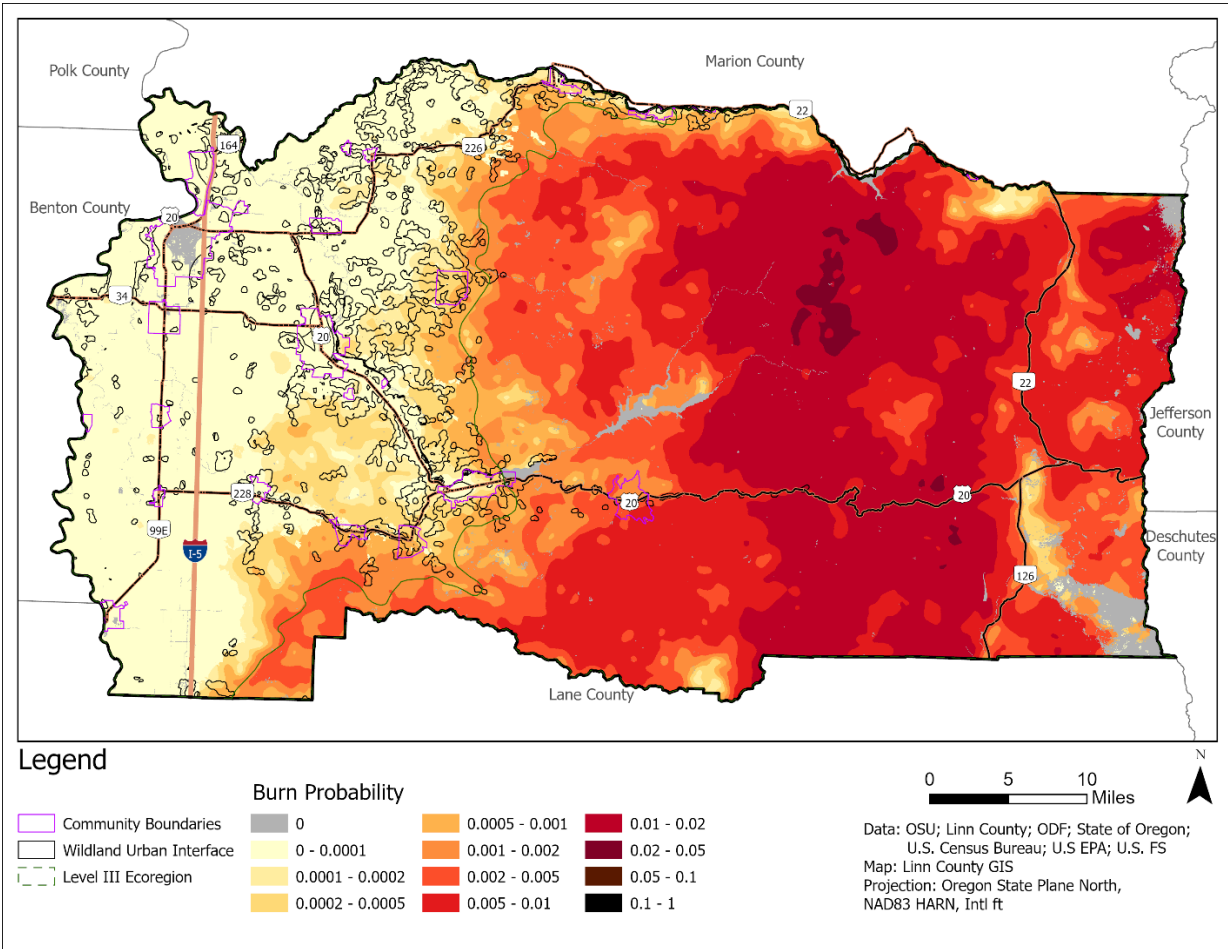 Polk County
Marion County
22
164
226
Benton County
20
34
20
22
Jefferson
County
228
20
20
99E
Deschutes
County
I-5
126
Lane County
Legend
N
Burn Probability
0 5 10
Miles
Community Boundaries
Wildland Urban Interface
Level III Ecoregion
0
0 - 0.0001
0.0001 - 0.0002
0.0002 - 0.0005
0.0005 - 0.001
0.001 - 0.002
0.002 - 0.005
0.005 - 0.01
0.01 - 0.02
0.02 - 0.05
0.05 - 0.1
0.1 - 1
Data: OSU; Linn County; ODF; State of Oregon;
U.S. Census Bureau; U.S EPA; U.S. FS
Map: Linn County GIS
Projection: Oregon State Plane North,
NAD83 HARN, Intl ft